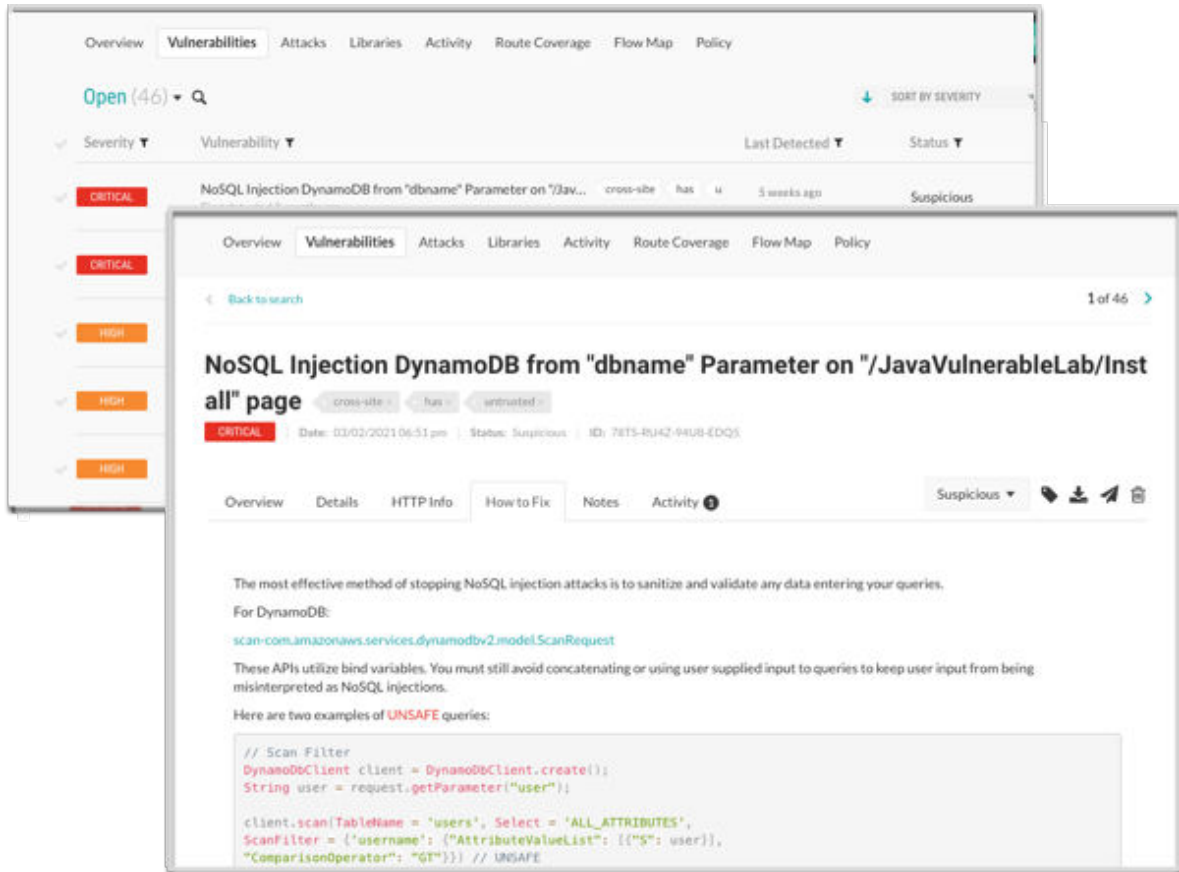 Overview Vulnerabilities Attacks Libraries Activity Route Coverage Flow Map Policy
Open (46)
SORT BY SEVERITY
Severity Vulnerability Last Detected Status
CRITICAL NoSQL Injection DynamoDB from "dbname" Parameter on "/Jav... cross-site has u 5 weeks ago Suspicious
CRITICAL
HIGH
HIGH
HIGH
Overview Vulnerabilities Attacks Libraries Activity Route Coverage Flow Map Policy
Back to search 1 of 46
NoSQL Injection DynamoDB from "dbname" Parameter on "/JavaVulnerableLab/Inst
all" page cross-site has untrusted
CRITICAL Date: 03/02/2021 06:51 pm Status: Suspicious ID:
Overview Details HTTP Info How to Fix Notes Activity Suspicious
The most effective method of stopping NoSQL injection attacks is to sanitize and validate any data entering your queries.
For DynamoDB:
scan-com.amazonaws.services.dynamodbv2.model.ScanRequest
These APIs utilize bind variables. You must still avoid concatenating or using user supplied input to queries to keep user input from being
misinterpreted as NoSQL injections.
Here are two examples of UNSAFE queries:
// Scan Filter
DynamoDbClient client = DynamoDbClient.create();
String user = request.getParameter("user");
client.scan(TableName = 'users', Select = 'ALL_ATTRIBUTES',
ScanFilter = {'username': {"AttributeValueList": [{"S": user}],
"ComparisonOperator": "GT"}}) // UNSAFE